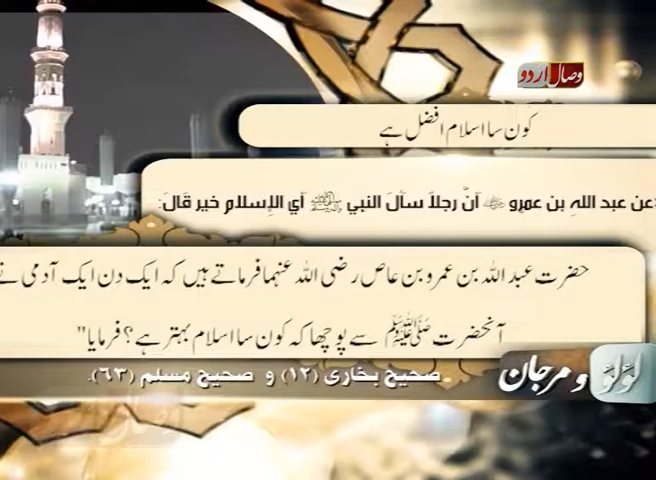 وصال اردو
کون سا اسلام افضل ہے
عن عبد الله بن عمرو ﷺ أنَّ رجلاً سألَ النبي ﷺ أي الإسلام خير قالَ:
حضرت عبد اللہ بن عمرو بن عاص رضی اللہ عنہما فرماتے ہیں کہ ایک دن ایک آدمی نے
آنحضرت ﷺ سے پوچھا کہ کون سا اسلام بہتر ہے؟ فرمایا"
لؤلؤ و مرجان
صحیح بخاری (۱۲) و صحیح مسلم (۶۳).